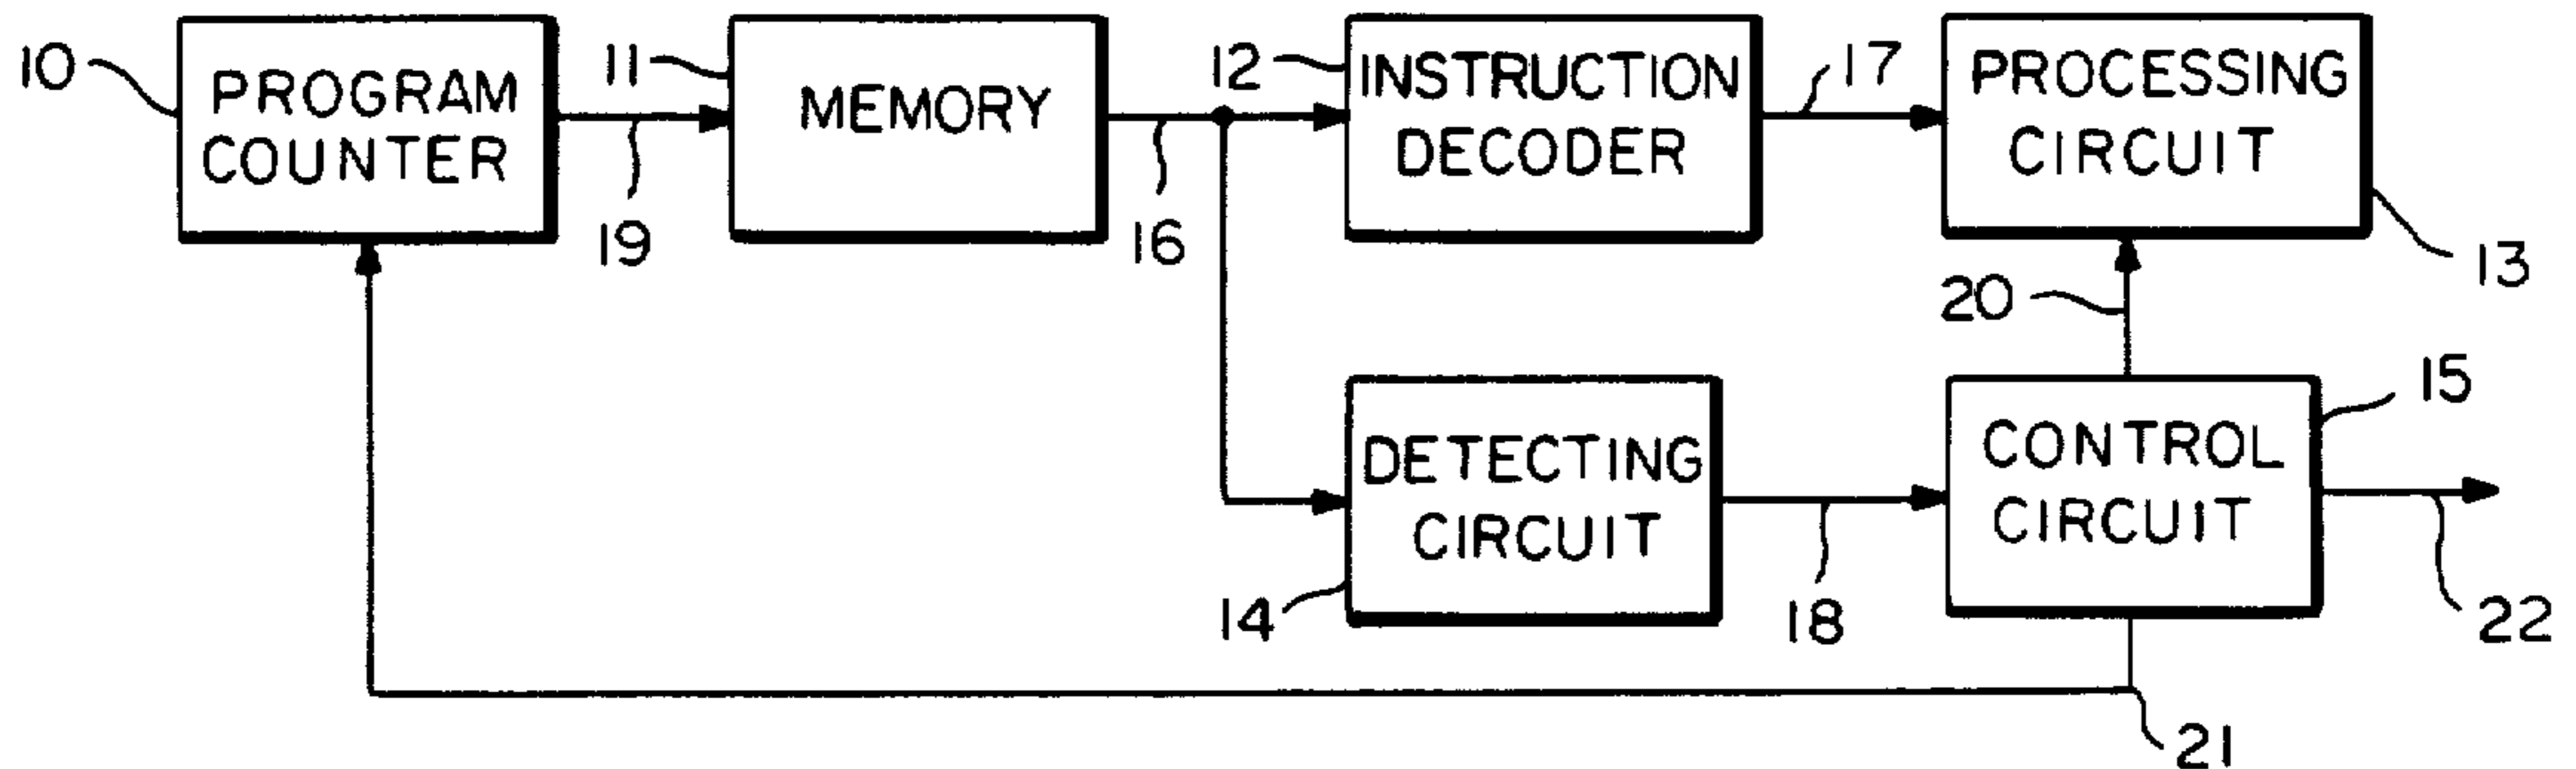 10
PROGRAM
COUNTER
19
11
MEMORY
16
12
INSTRUCTION
DECODER
17
PROCESSING
CIRCUIT
13
20
DETECTING
CIRCUIT
14
18
CONTROL
CIRCUIT
15
22
21